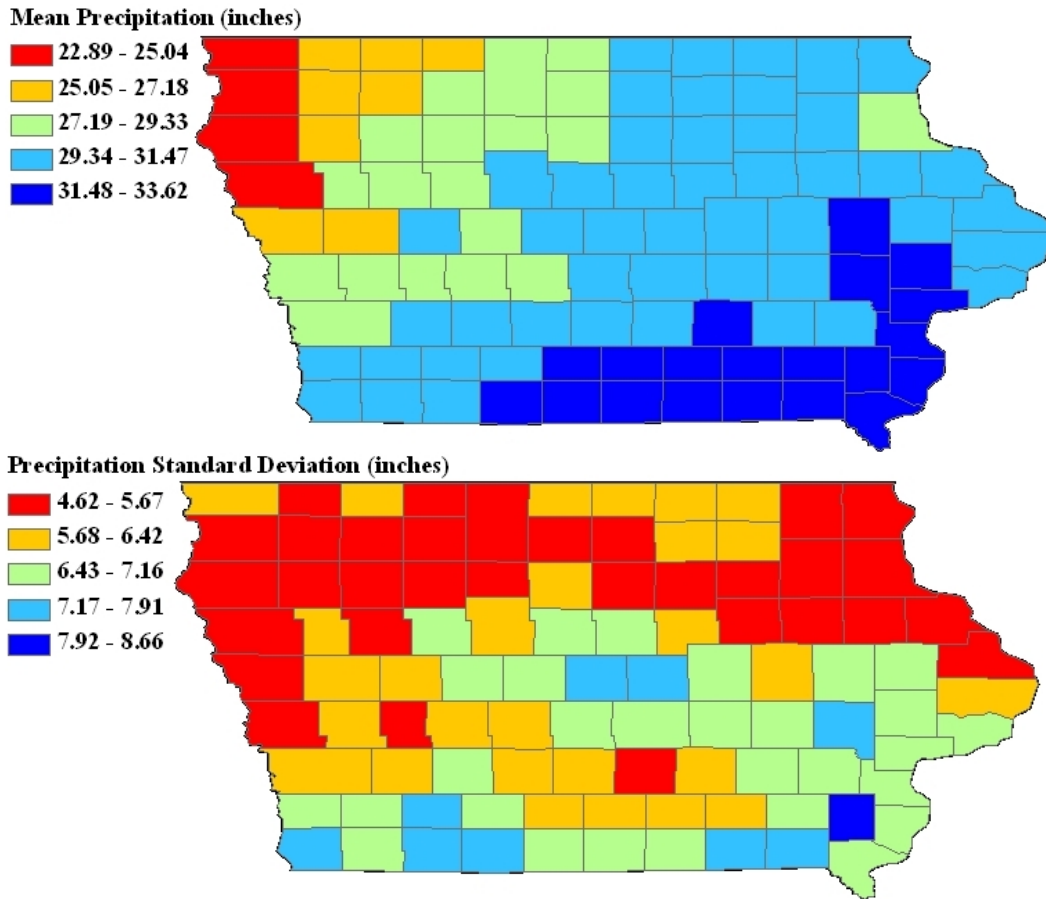 Mean Precipitation (inches)
22.89 - 25.04
25.05 - 27.18
27.19 - 29.33
29.34 - 31.47
31.48 - 33.62
Precipitation Standard Deviation (inches)
4.62 - 5.67
5.68 - 6.42
6.43 - 7.16
7.17 - 7.91
7.92 - 8.66